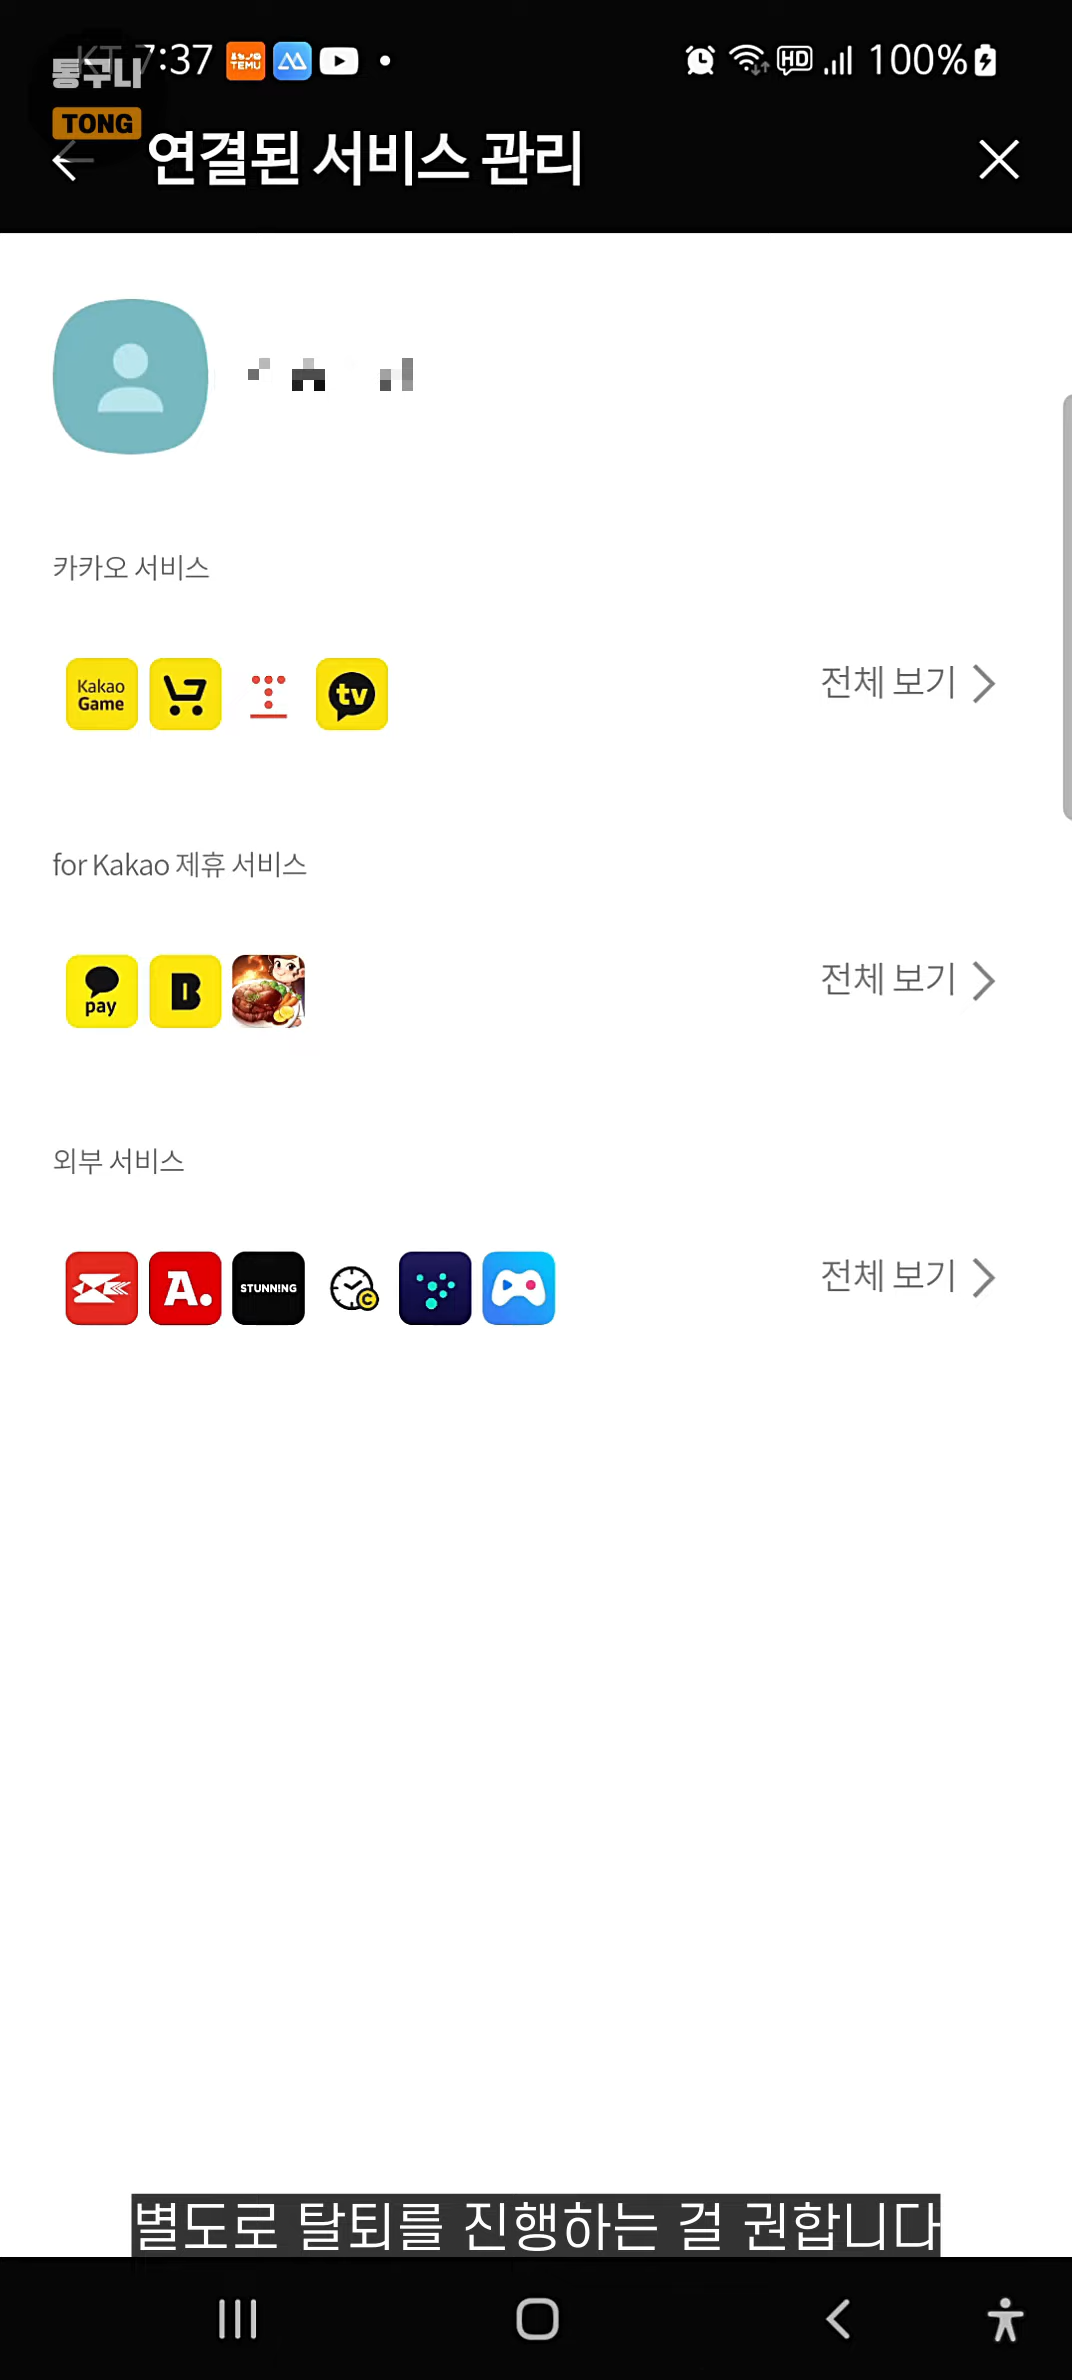 KT 7:37 TEMU HD 100%
통구니
TONG
연결된 서비스 관리
카카오 서비스
Kakao
Game
tv
전체 보기
for Kakao 제휴 서비스
pay
B
전체 보기
외부 서비스
A.
STUNNING
C
전체 보기
별도로 탈퇴를 진행하는 걸 권합니다